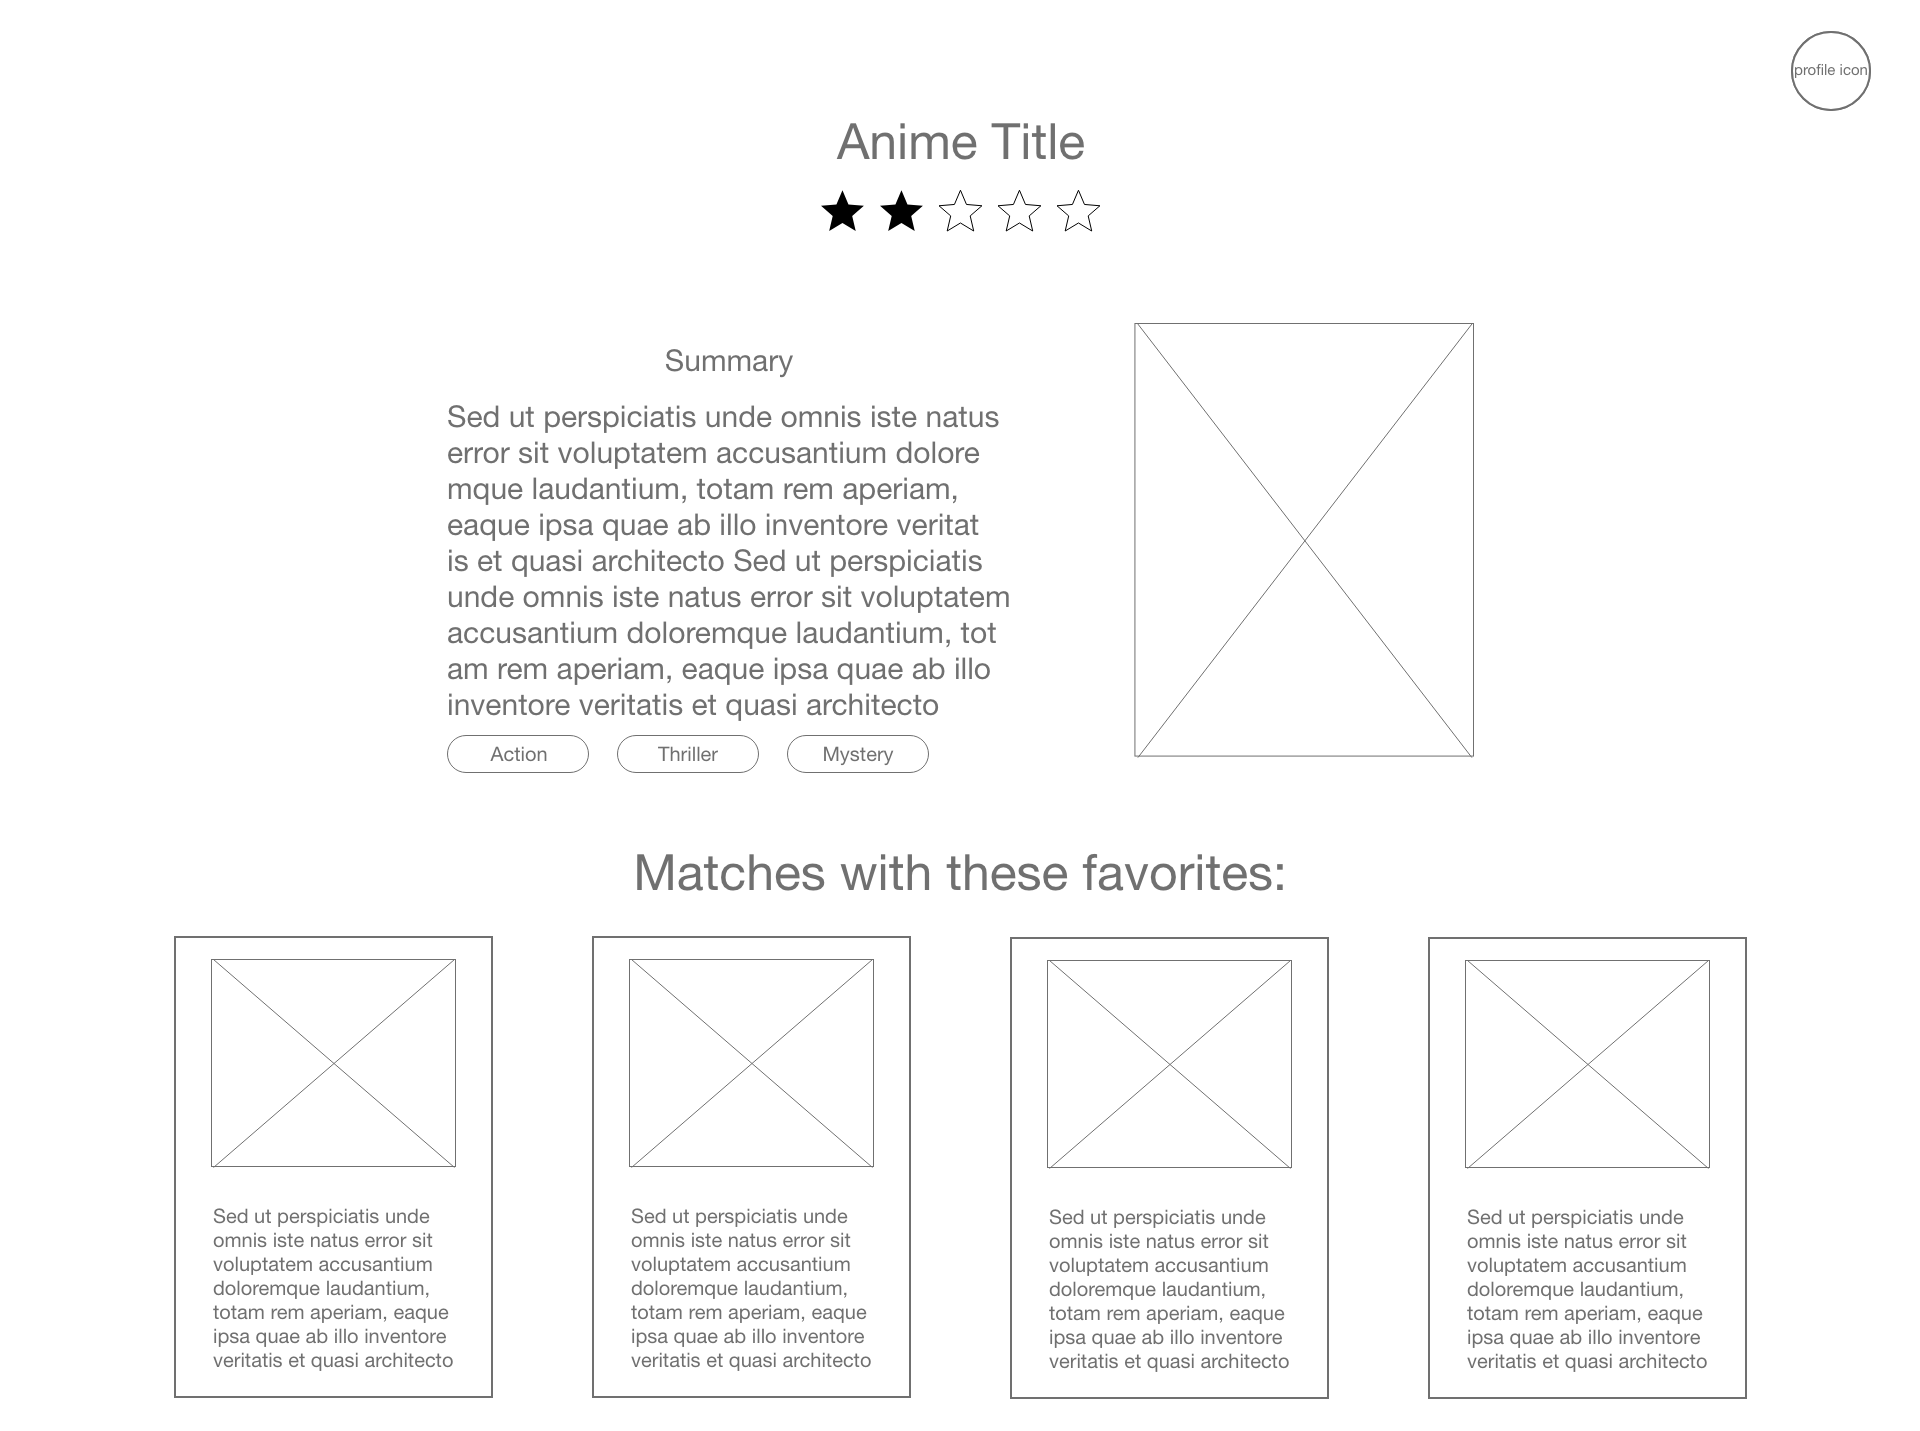 profile icon
Anime Title
Summary
Sed ut perspiciatis unde omnis iste natus
error sit voluptatem accusantium dolore
mque laudantium, totam rem aperiam,
eaque ipsa quae ab illo inventore veritat
is et quasi architecto Sed ut perspiciatis
unde omnis iste natus error sit voluptatem
accusantium doloremque laudantium, tot
am rem aperiam, eaque ipsa quae ab illo
inventore veritatis et quasi architecto
Action
Thriller
Mystery
Matches with these favorites:
Sed ut perspiciatis unde
omnis iste natus error sit
voluptatem accusantium
doloremque laudantium,
totam rem aperiam, eaque
ipsa quae ab illo inventore
veritatis et quasi architecto
Sed ut perspiciatis unde
omnis iste natus error sit
voluptatem accusantium
doloremque laudantium,
totam rem aperiam, eaque
ipsa quae ab illo inventore
veritatis et quasi architecto
Sed ut perspiciatis unde
omnis iste natus error sit
voluptatem accusantium
doloremque laudantium,
totam rem aperiam, eaque
ipsa quae ab illo inventore
veritatis et quasi architecto
Sed ut perspiciatis unde
omnis iste natus error sit
voluptatem accusantium
doloremque laudantium,
totam rem aperiam, eaque
ipsa quae ab illo inventore
veritatis et quasi architecto